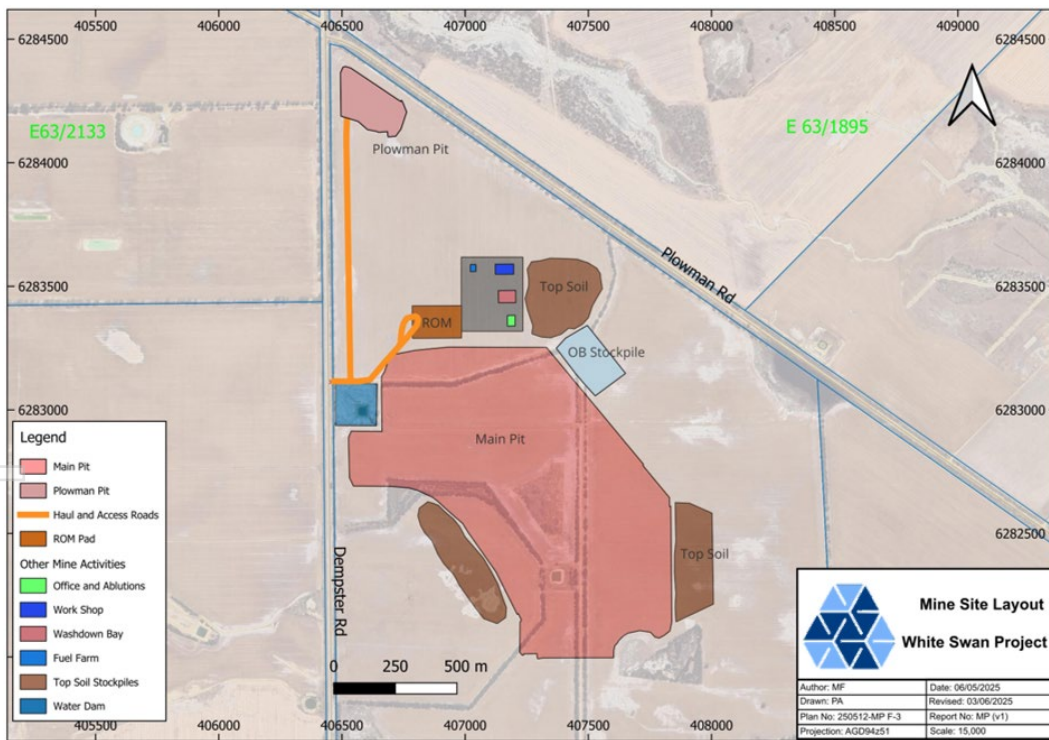 405500 406000 406500 407000 407500 408000 408500 409000
6284500 6284500
E63/2133
E 63/1895
6284000 6284000
Plowman Pit
Plowman Rd
6283500 6283500
Top Soil
ROM
OB Stockpile
6283000 6283000
Main Pit
6282500
Top Soil
Dempster Rd
Legend
Main Pit
Plowman Pit
Haul and Access Roads
ROM Pad
Other Mine Activities
Office and Ablutions
Work Shop
Washdown Bay
Fuel Farm
Top Soil Stockpiles
Water Dam
0 250 500 m
Mine Site Layout
White Swan Project
Author: MF Date: 06/05/2025
Drawn: PA Revised: 03/06/2025
Plan No: 250512-MP F-3 Report No: MP (v1)
Projection: AGD94z51 Scale: 15,000
405500 406000 406500 407000 407500 408000